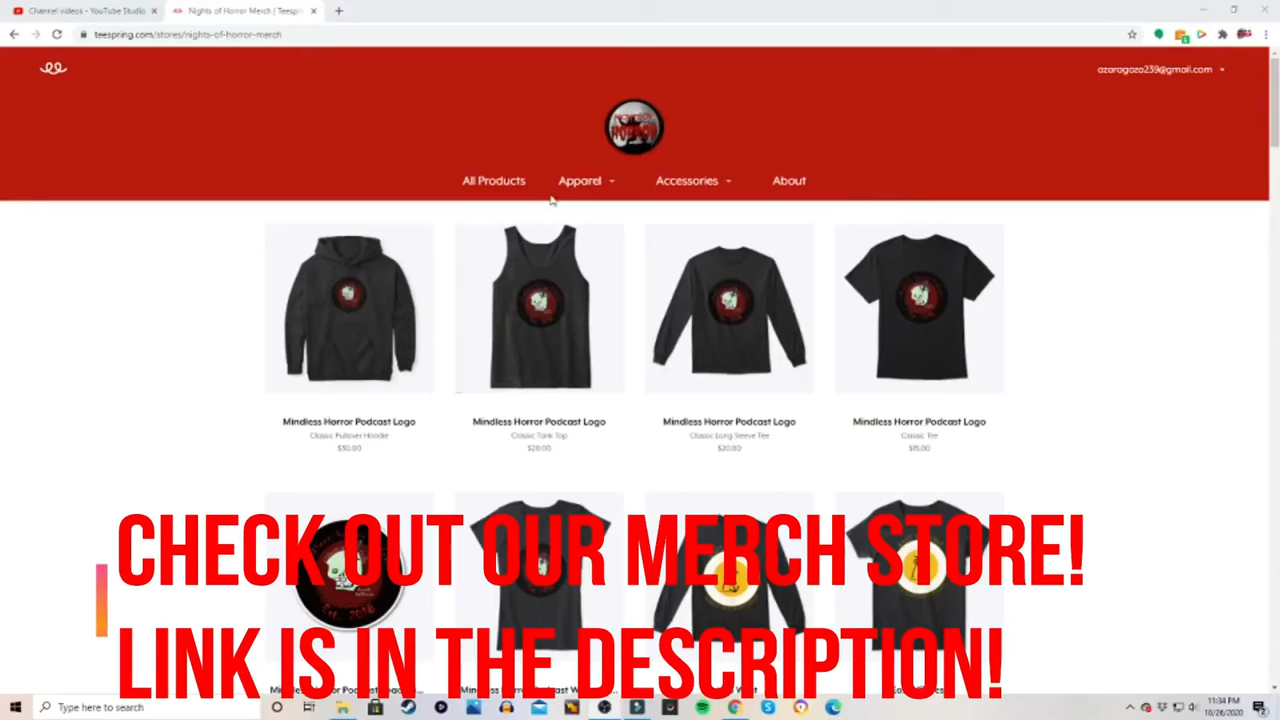 Channel videos - YouTube Studio
Nights of Horror Merch | Teespri
teespring.com/stores/nights-of-horror-merch
azaragoza239@gmail.com
HORROR
All Products
Apparel
Accessories
About
Mindless Horror Podcast Logo
Mindless Horror Podcast Logo
Mindless Horror Podcast Logo
Mindless Horror Podcast Logo
Classic Pullover Hoodie
Classic Tank Top
Classic Long Sleeve Tee
Classic Tee
$30.00
$20.00
$20.00
$15.00
CHECK OUT OUR MERCH STORE!
Est. 2018
LINK IS IN THE DESCRIPTION!
Type here to search
11:34 PM
10/26/2020